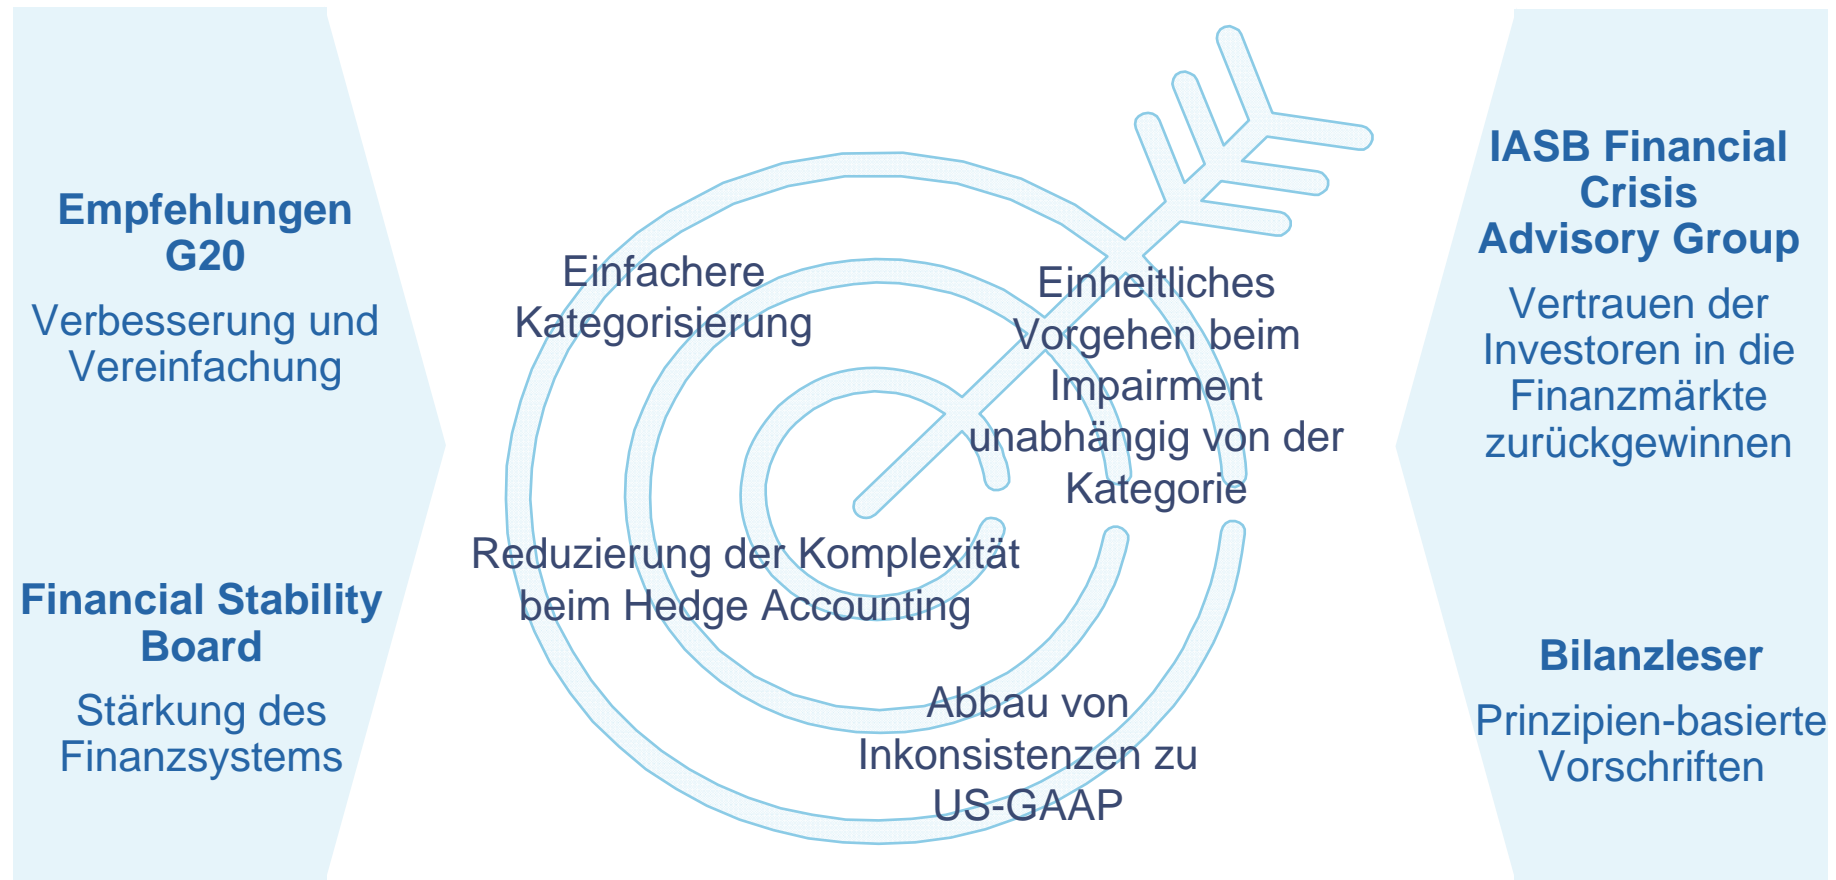 Empfehlungen
G20
Verbesserung und
Vereinfachung
Financial Stability
Board
Stärkung des
Finanzsystems
Einfachere
Kategorisierung
Einheitliches
Vorgehen beim
Impairment
unabhängig von der
Kategorie
Reduzierung der Komplexität
beim Hedge Accounting
Abbau von
Inkonsistenzen zu
US-GAAP
IASB Financial
Crisis
Advisory Group
Vertrauen der
Investoren in die
Finanzmärkte
zurückgewinnen
Bilanzleser
Prinzipien-basierte
Vorschriften